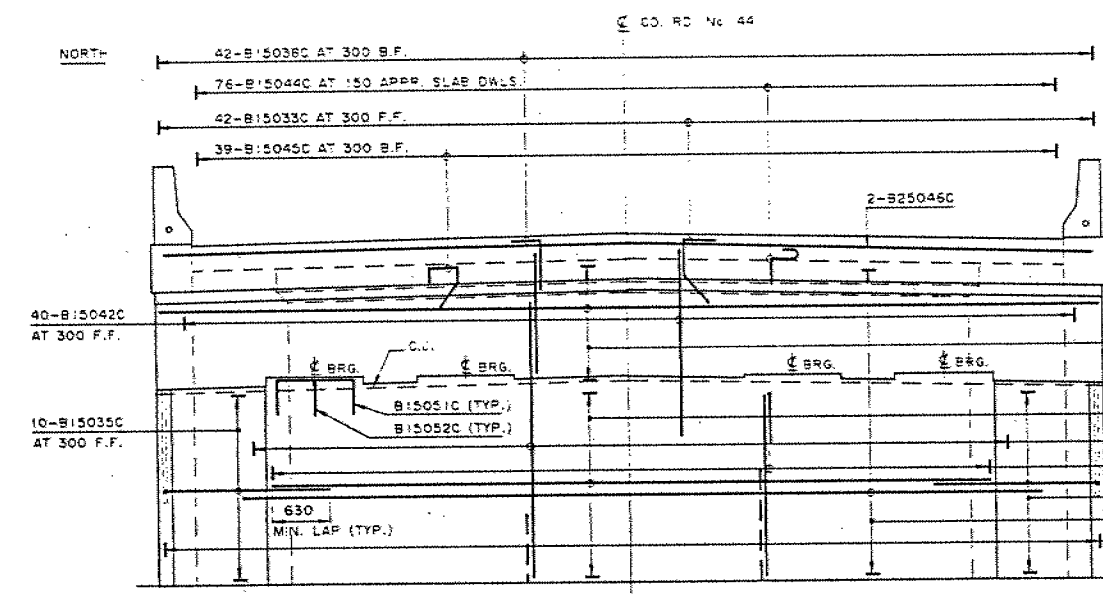 ℄ CO. RD No 44
NORTH
42-B15036C AT 300 B.F.
76-B15044C AT 150 APPR. SLAB DWLS.
42-B15033C AT 300 F.F.
39-B15045C AT 300 B.F.
2-B25046C
40-B15042C
AT 300 F.F.
C.J.
℄ BRG.
℄ BRG.
℄ BRG.
℄ BRG.
B15051C (TYP.)
B15052C (TYP.)
10-B15035C
AT 300 F.F.
630
MIN. LAP (TYP.)